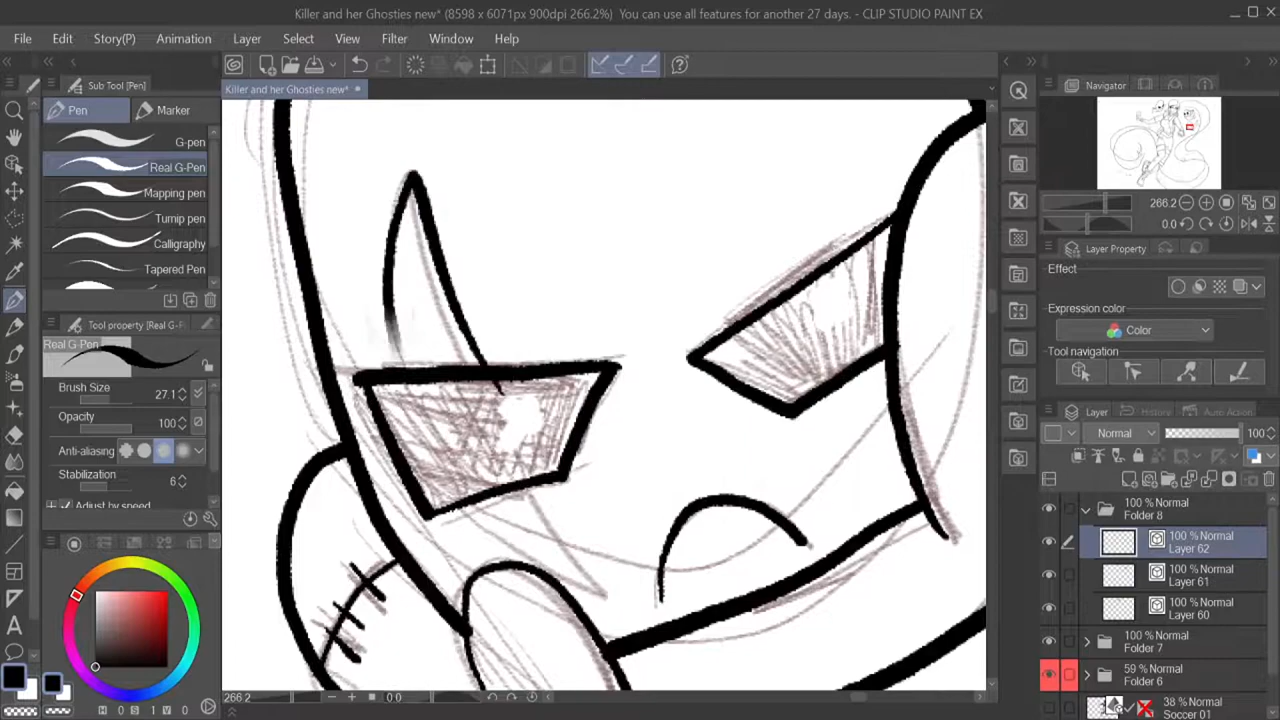 Killer and her Ghosties new* (8598 x 6071px 900dpi 266.2%)  You can use all features for another 27 days. - CLIP STUDIO PAINT EX
File Edit Story(P) Animation Layer Select View Filter Window Help
Sub Tool [Pen] Killer and her Ghosties new* Navigator
Pen Marker
G-pen
Real G-Pen
Mapping pen
Turnip pen
Calligraphy
Tapered Pen
Tool property [Real G-P
Real G-Pen
Brush Size 27.1
Opacity 100
Anti-aliasing
Stabilization 6
Adjust by speed
H 0 S 1 V 0
266.2 0.0
266.2
0.0
Layer Property
Effect
Expression color
Color
Tool navigation
Layer History Auto Action
Normal 100
100 % Normal
Folder 8
100 % Normal
Layer 62
100 % Normal
Layer 61
100 % Normal
Layer 60
100 % Normal
Folder 7
59 % Normal
Folder 6
38 % Normal
Soccer 01